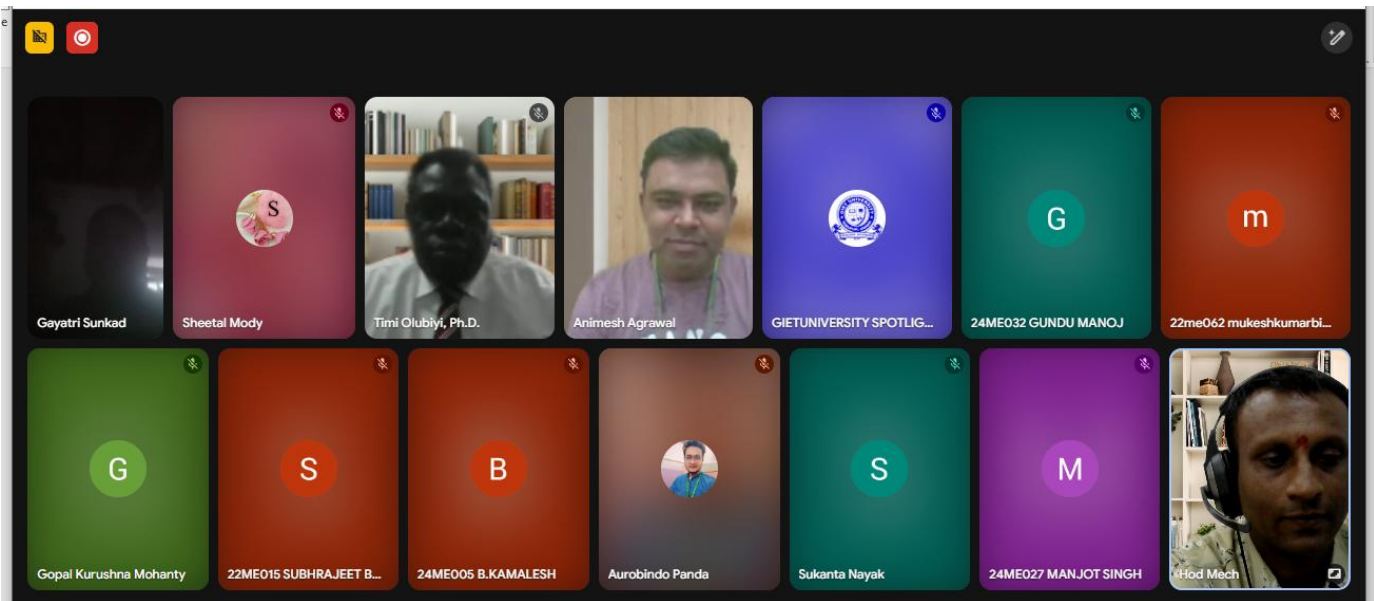 e
Gayatri Sunkad
S
Sheetal Mody
Timi Olubiyi, Ph.D.
Animesh Agrawal
GIETUNIVERSITY SPOTLIG...
G
24ME032 GUNDU MANOJ
m
22me062 mukeshkumarbi...
G
Gopal Kurushna Mohanty
S
22ME015 SUBHRAJEET B...
B
24ME005 B.KAMALESH
Aurobindo Panda
S
Sukanta Nayak
M
24ME027 MANJOT SINGH
Hod Mech